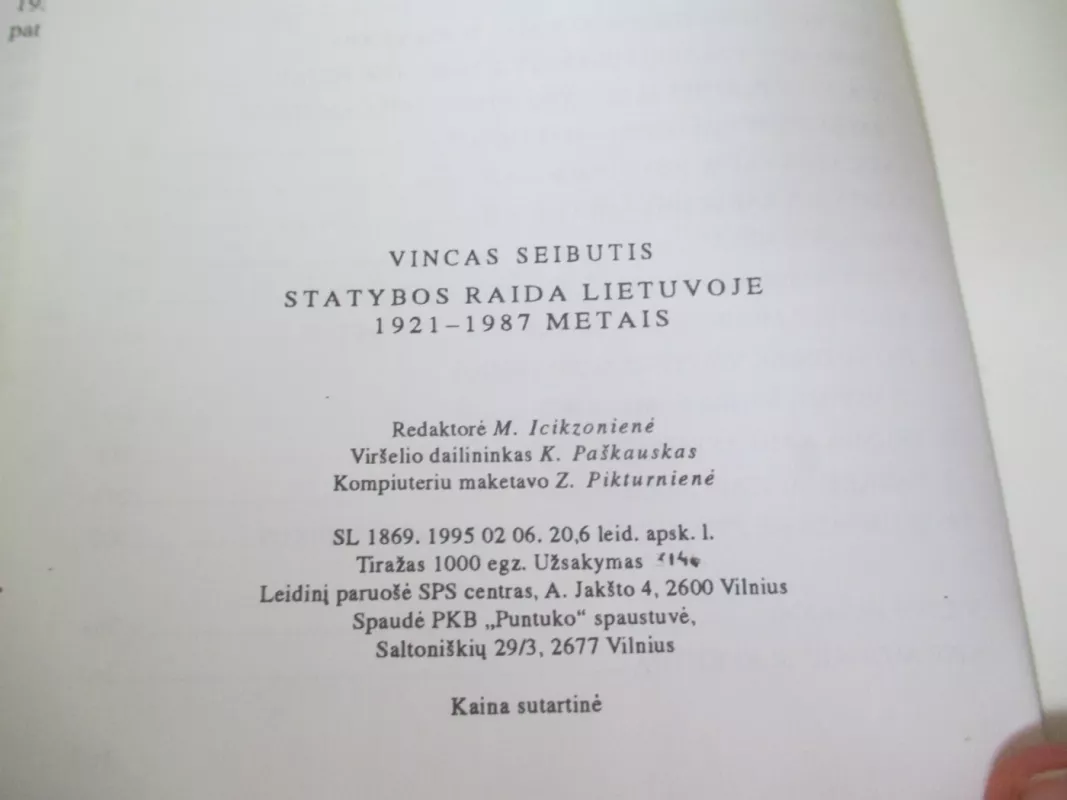 19.
pat
VINCAS SEIBUTIS
STATYBOS RAIDA LIETUVOJE
1921–1987 METAIS
Redaktorė M. Icikzonienė
Viršelio dailininkas K. Paškauskas
Kompiuteriu maketavo Z. Pikturnienė
SL 1869. 1995 02 06. 20,6 leid. apsk. l.
Tiražas 1000 egz. Užsakymas
Leidinį paruošė SPS centras, A. Jakšto 4, 2600 Vilnius
Spaudė PKB „Puntuko“ spaustuvė,
Saltoniškių 29/3, 2677 Vilnius
Kaina sutartinė